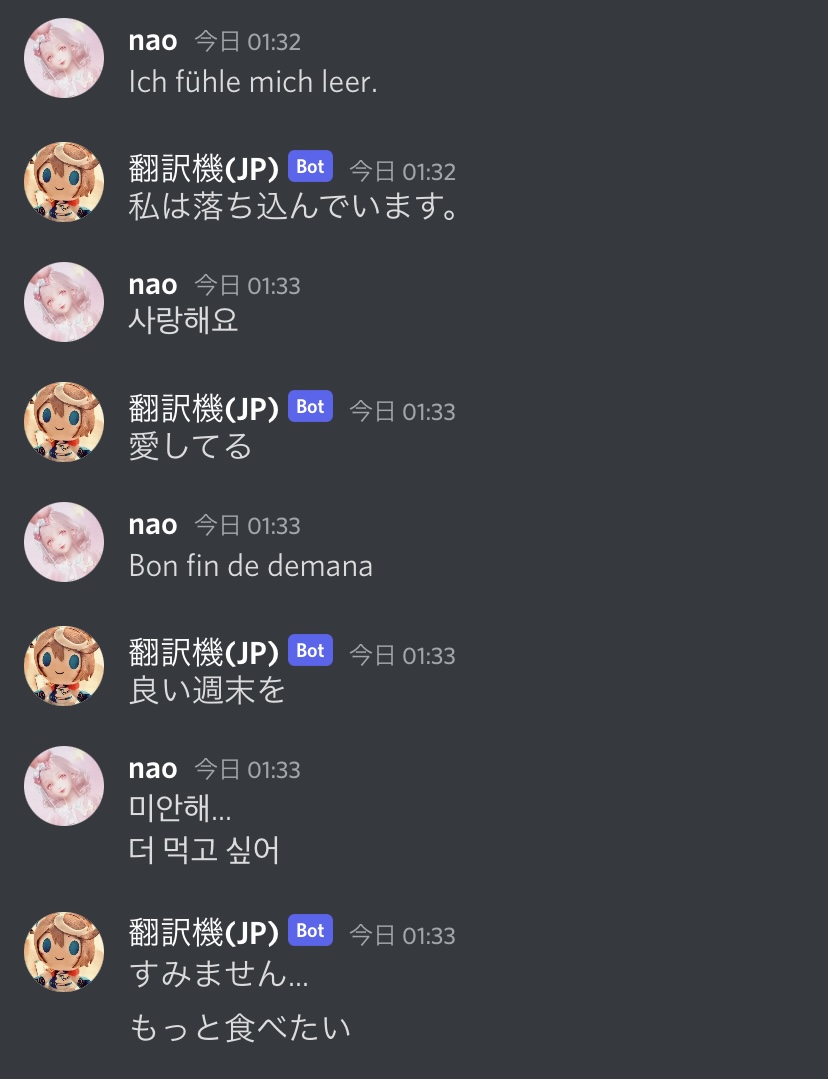 nao 今日 01:32
Ich fühle mich leer.
翻訳機(JP) Bot 今日 01:32
私は落ち込んでいます。
nao 今日 01:33
사랑해요
翻訳機(JP) Bot 今日 01:33
愛してる
nao 今日 01:33
Bon fin de demana
翻訳機(JP) Bot 今日 01:33
良い週末を
nao 今日 01:33
미안해...
더 먹고 싶어
翻訳機(JP) Bot 今日 01:33
すみません...
もっと食べたい